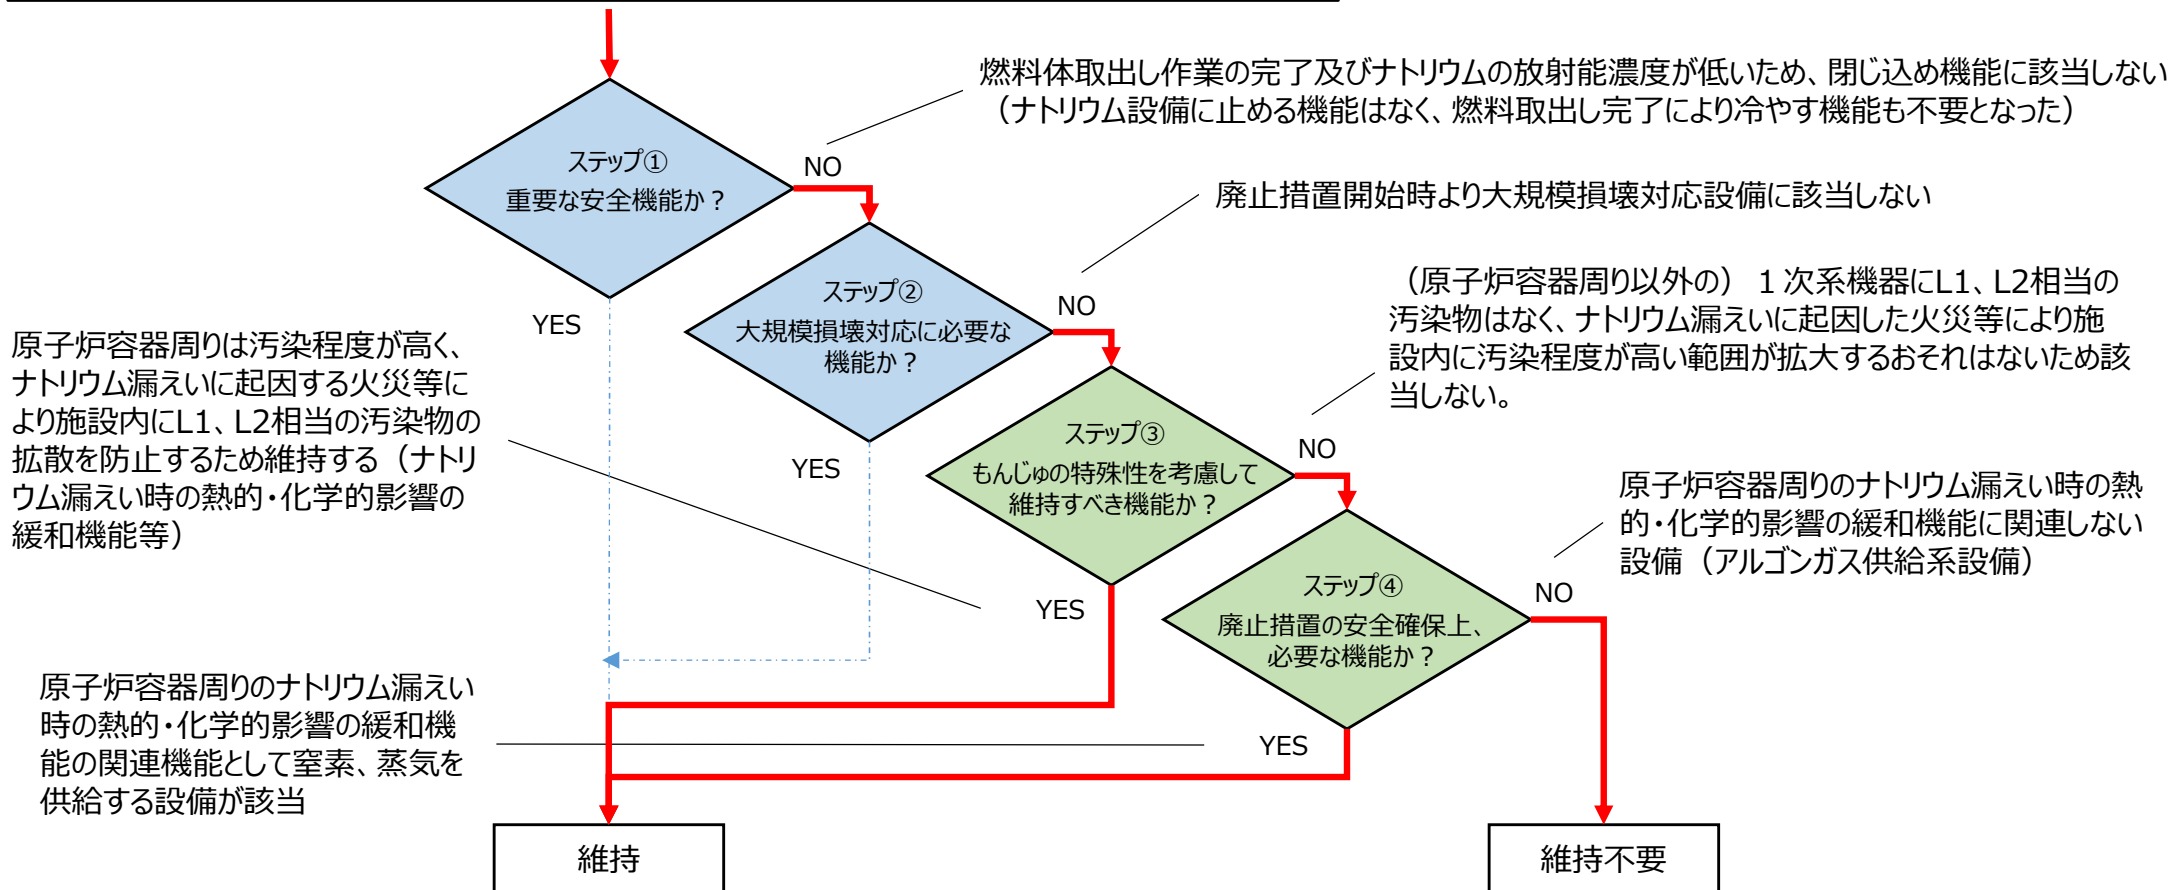 燃料体取出し作業の完了及びナトリウムの放射能濃度が低いため、閉じ込め機能に該当しない
（ナトリウム設備に止める機能はなく、燃料取出し完了により冷やす機能も不要となった）
ステップ①
重要な安全機能か？
NO
YES
廃止措置開始時より大規模損壊対応設備に該当しない
ステップ②
大規模損壊対応に必要な
機能か？
NO
YES
（原子炉容器周り以外の）１次系機器にL1、L2相当の
汚染物はなく、ナトリウム漏えいに起因した火災等により施
設内に汚染程度が高い範囲が拡大するおそれはないため該
当しない。
原子炉容器周りは汚染程度が高く、
ナトリウム漏えいに起因する火災等に
より施設内にL1、L2相当の汚染物の
拡散を防止するため維持する（ナトリ
ウム漏えい時の熱的・化学的影響の
緩和機能等）
ステップ③
もんじゅの特殊性を考慮して
維持すべき機能か？
NO
YES
原子炉容器周りのナトリウム漏えい時の熱
的・化学的影響の緩和機能に関連しない
設備（アルゴンガス供給系設備）
ステップ④
廃止措置の安全確保上、
必要な機能か？
NO
YES
原子炉容器周りのナトリウム漏えい
時の熱的・化学的影響の緩和機
能の関連機能として窒素、蒸気を
供給する設備が該当
維持
維持不要